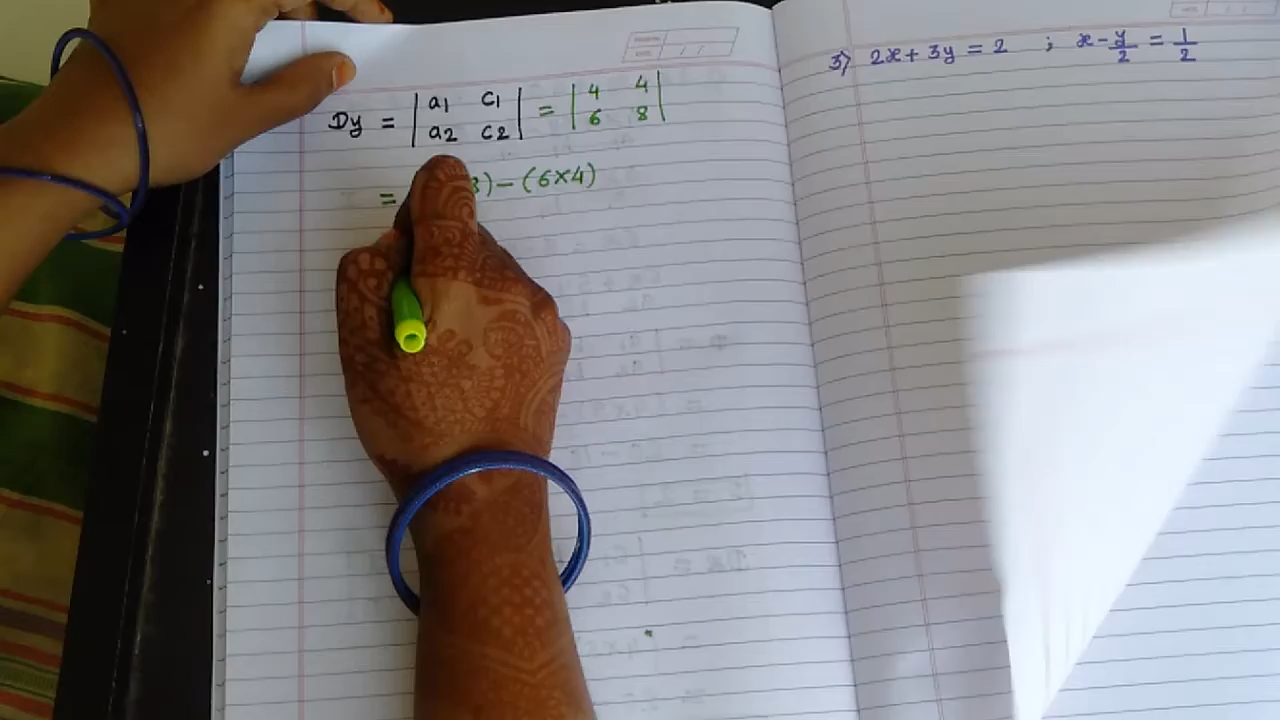 Dy = | a1 c1 | = | 4 4 |
| a2 c2 | | 6 8 |
= 8) - (6×4)
3) 2x + 3y = 2 ; x - y/2 = 1/2